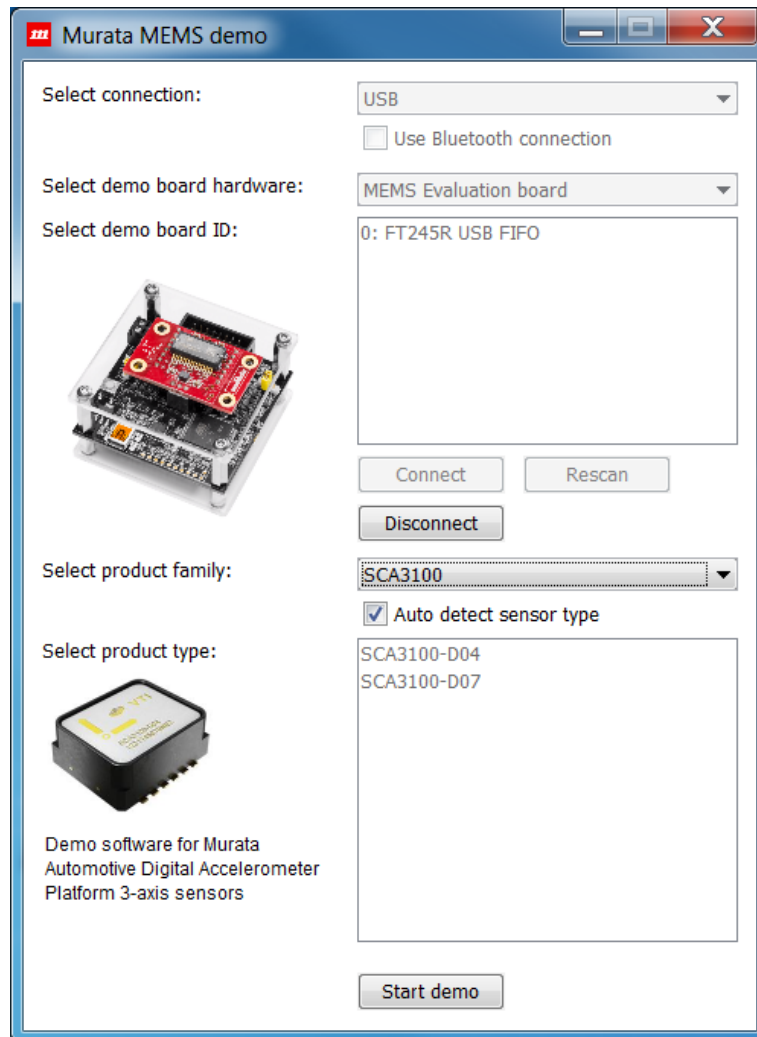 Murata MEMS demo
Select connection:
USB
Use Bluetooth connection
Select demo board hardware:
MEMS Evaluation board
Select demo board ID:
0: FT245R USB FIFO
Connect
Rescan
Disconnect
Select product family:
SCA3100
Auto detect sensor type
Select product type:
SCA3100-D04
SCA3100-D07
VTI
Demo software for Murata
Automotive Digital Accelerometer
Platform 3-axis sensors
Start demo